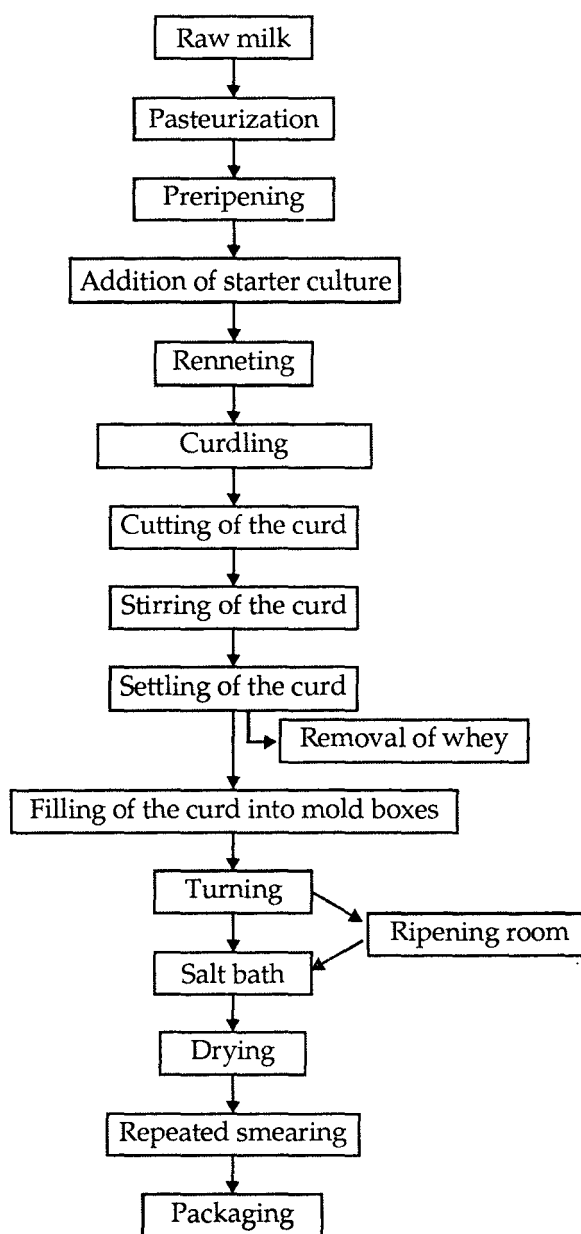 Raw milk
Pasteurization
Preripening
Addition of starter culture
Renneting
Curdling
Cutting of the curd
Stirring of the curd
Settling of the curd
Removal of whey
Filling of the curd into mold boxes
Turning
Ripening room
Salt bath
Drying
Repeated smearing
Packaging